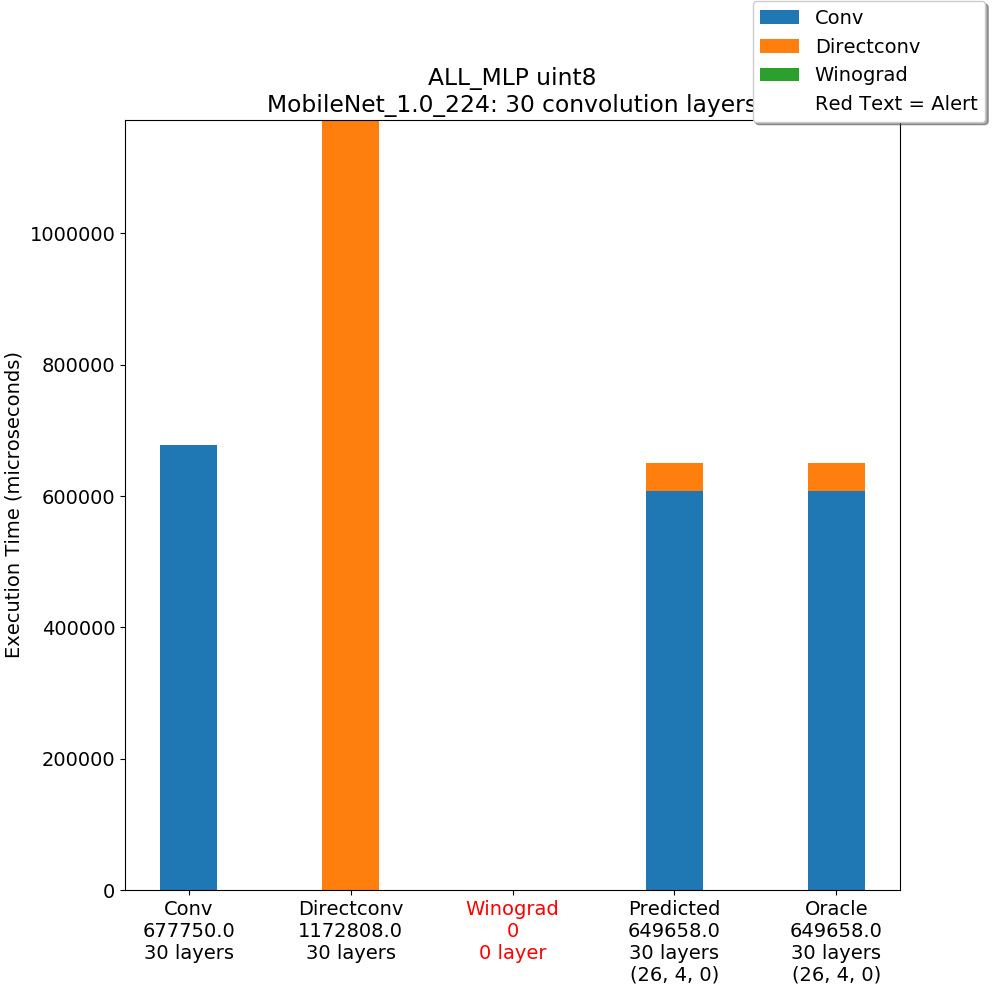 Conv
Directconv
Winograd
Red Text = Alert
ALL_MLP uint8
MobileNet_1.0_224: 30 convolution layers
Execution Time (microseconds)
1000000
800000
600000
400000
200000
0
Conv
677750.0
30 layers
Directconv
1172808.0
30 layers
Winograd
0
0 layer
Predicted
649658.0
30 layers
(26, 4, 0)
Oracle
649658.0
30 layers
(26, 4, 0)